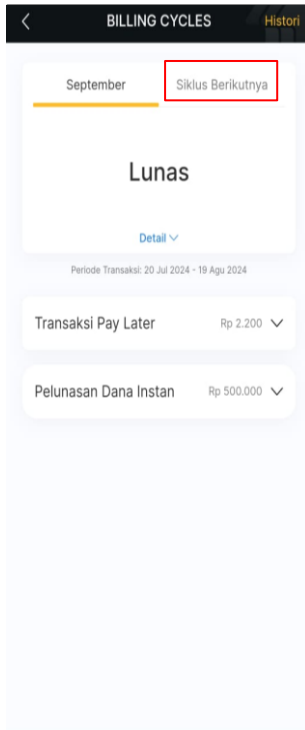 BILLING CYCLES Histori
September Siklus Berikutnya
Lunas
Detail
Periode Transaksi: 20 Jul 2024 - 19 Agu 2024
Transaksi Pay Later Rp 2.200
Pelunasan Dana Instan Rp 500.000